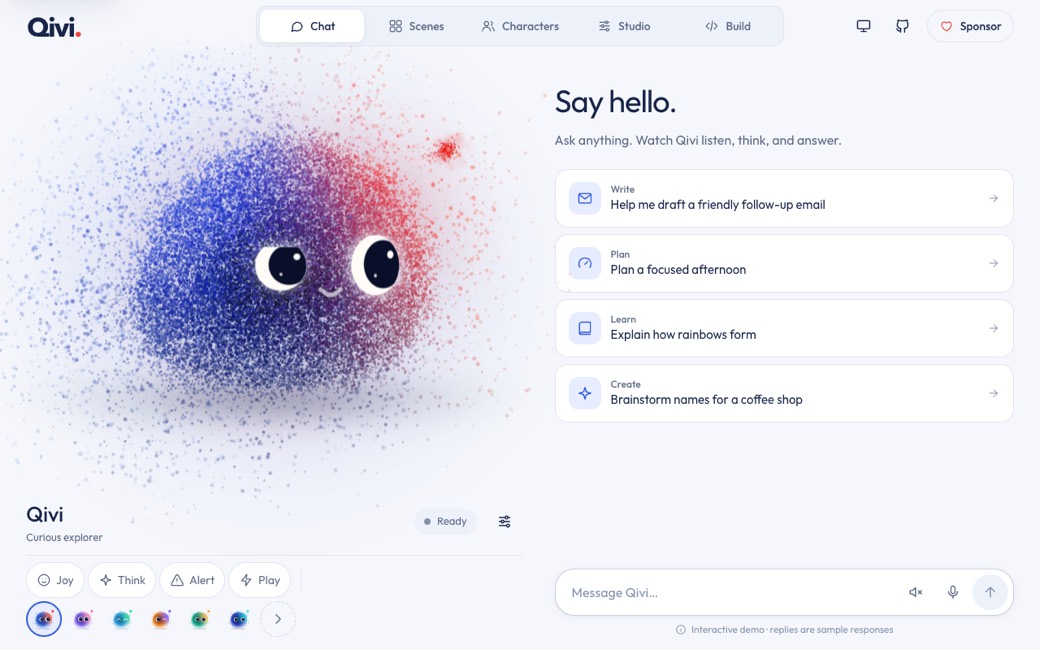 Qivi.
Chat
Scenes
Characters
Studio
Build
Sponsor
Say hello.
Ask anything. Watch Qivi listen, think, and answer.
Write
Help me draft a friendly follow-up email
Plan
Plan a focused afternoon
Learn
Explain how rainbows form
Create
Brainstorm names for a coffee shop
Qivi
Curious explorer
Ready
Joy
Think
Alert
Play
Message Qivi...
Interactive demo · replies are sample responses